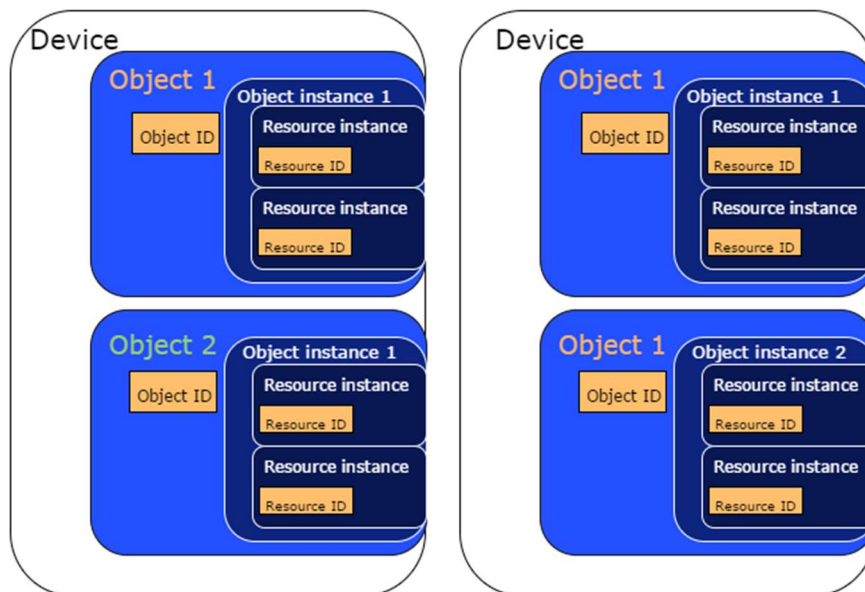 Device
Object 1
Object instance 1
Object ID
Resource instance
Resource ID
Resource instance
Resource ID
Object 2
Object instance 1
Object ID
Resource instance
Resource ID
Resource instance
Resource ID
Device
Object 1
Object instance 1
Object ID
Resource instance
Resource ID
Resource instance
Resource ID
Object 1
Object instance 2
Object ID
Resource instance
Resource ID
Resource instance
Resource ID